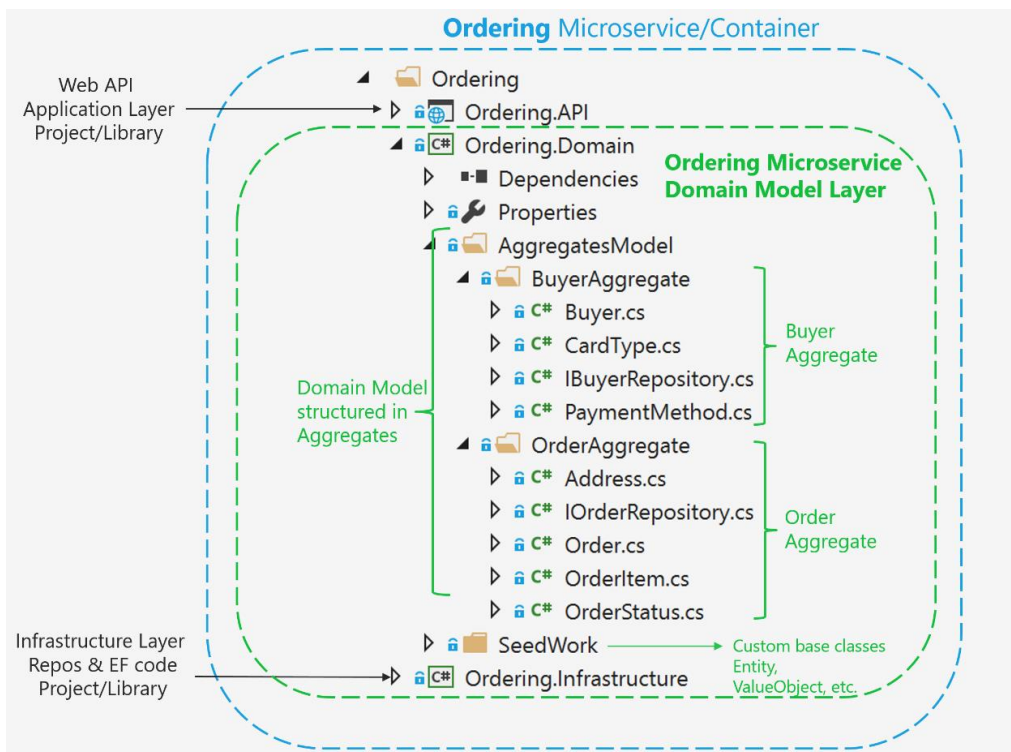 Ordering Microservice/Container
Ordering
Web API
Application Layer
Project/Library
Ordering.API
C# Ordering.Domain
Ordering Microservice
Domain Model Layer
Dependencies
Properties
AggregatesModel
BuyerAggregate
C# Buyer.cs
C# CardType.cs
C# IBuyerRepository.cs
C# PaymentMethod.cs
Buyer
Aggregate
Domain Model
structured in
Aggregates
OrderAggregate
C# Address.cs
C# IOrderRepository.cs
C# Order.cs
C# OrderItem.cs
C# OrderStatus.cs
Order
Aggregate
SeedWork
Custom base classes
Entity,
ValueObject, etc.
Infrastructure Layer
Repos & EF code
Project/Library
C# Ordering.Infrastructure